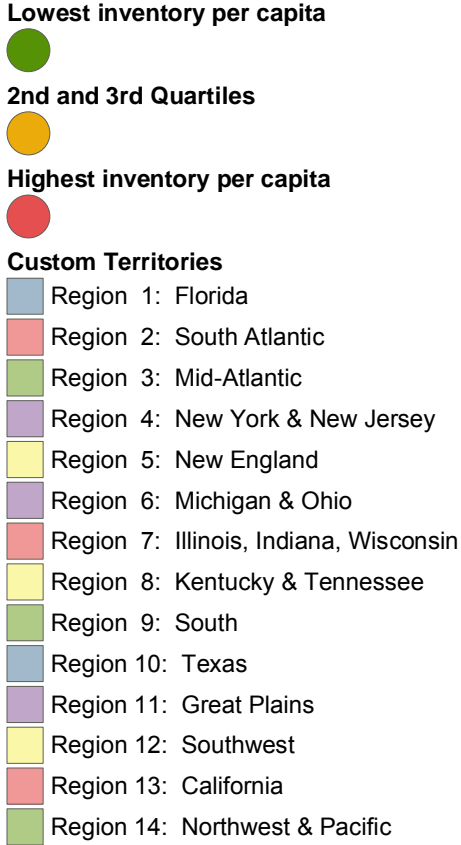 Lowest inventory per capita
2nd and 3rd Quartiles
Highest inventory per capita
Custom Territories
Region 1: Florida
Region 2: South Atlantic
Region 3: Mid-Atlantic
Region 4: New York & New Jersey
Region 5: New England
Region 6: Michigan & Ohio
Region 7: Illinois, Indiana, Wisconsin
Region 8: Kentucky & Tennessee
Region 9: South
Region 10: Texas
Region 11: Great Plains
Region 12: Southwest
Region 13: California
Region 14: Northwest & Pacific